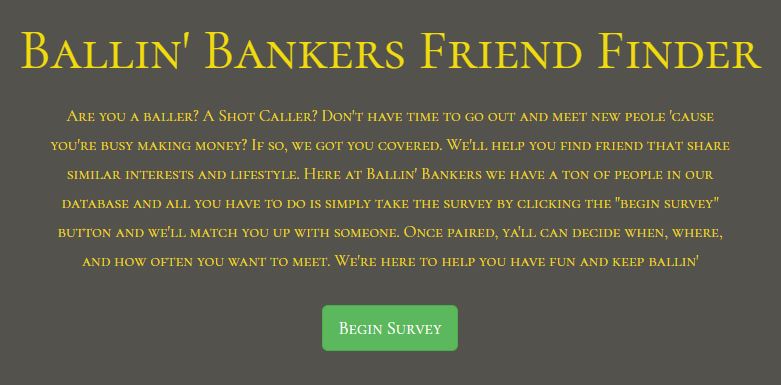 Ballin' Bankers Friend Finder
Are you a baller? A Shot Caller? Don't have time to go out and meet new peole 'cause
you're busy making money? If so, we got you covered. We'll help you find friend that share
similar interests and lifestyle. Here at Ballin' Bankers we have a ton of people in our
database and all you have to do is simply take the survey by clicking the "begin survey"
button and we'll match you up with someone. Once paired, ya'll can decide when, where,
and how often you want to meet. We're here to help you have fun and keep ballin'
Begin Survey